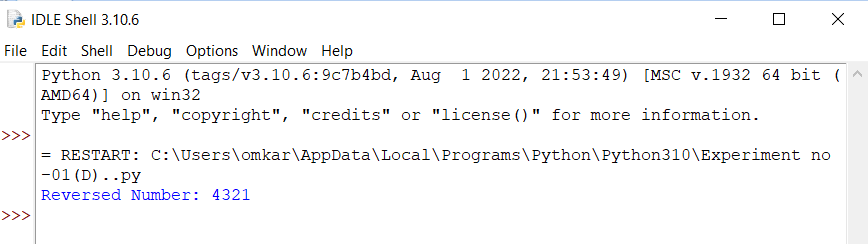 IDLE Shell 3.10.6
File Edit Shell Debug Options Window Help
Python 3.10.6 (tags/v3.10.6:9c7b4bd, Aug  1 2022, 21:53:49) [MSC v.1932 64 bit (
AMD64)] on win32
Type "help", "copyright", "credits" or "license()" for more information.
>>>
= RESTART: C:\Users\omkar\AppData\Local\Programs\Python\Python310\Experiment no
-01(D)..py
Reversed Number: 4321
>>>